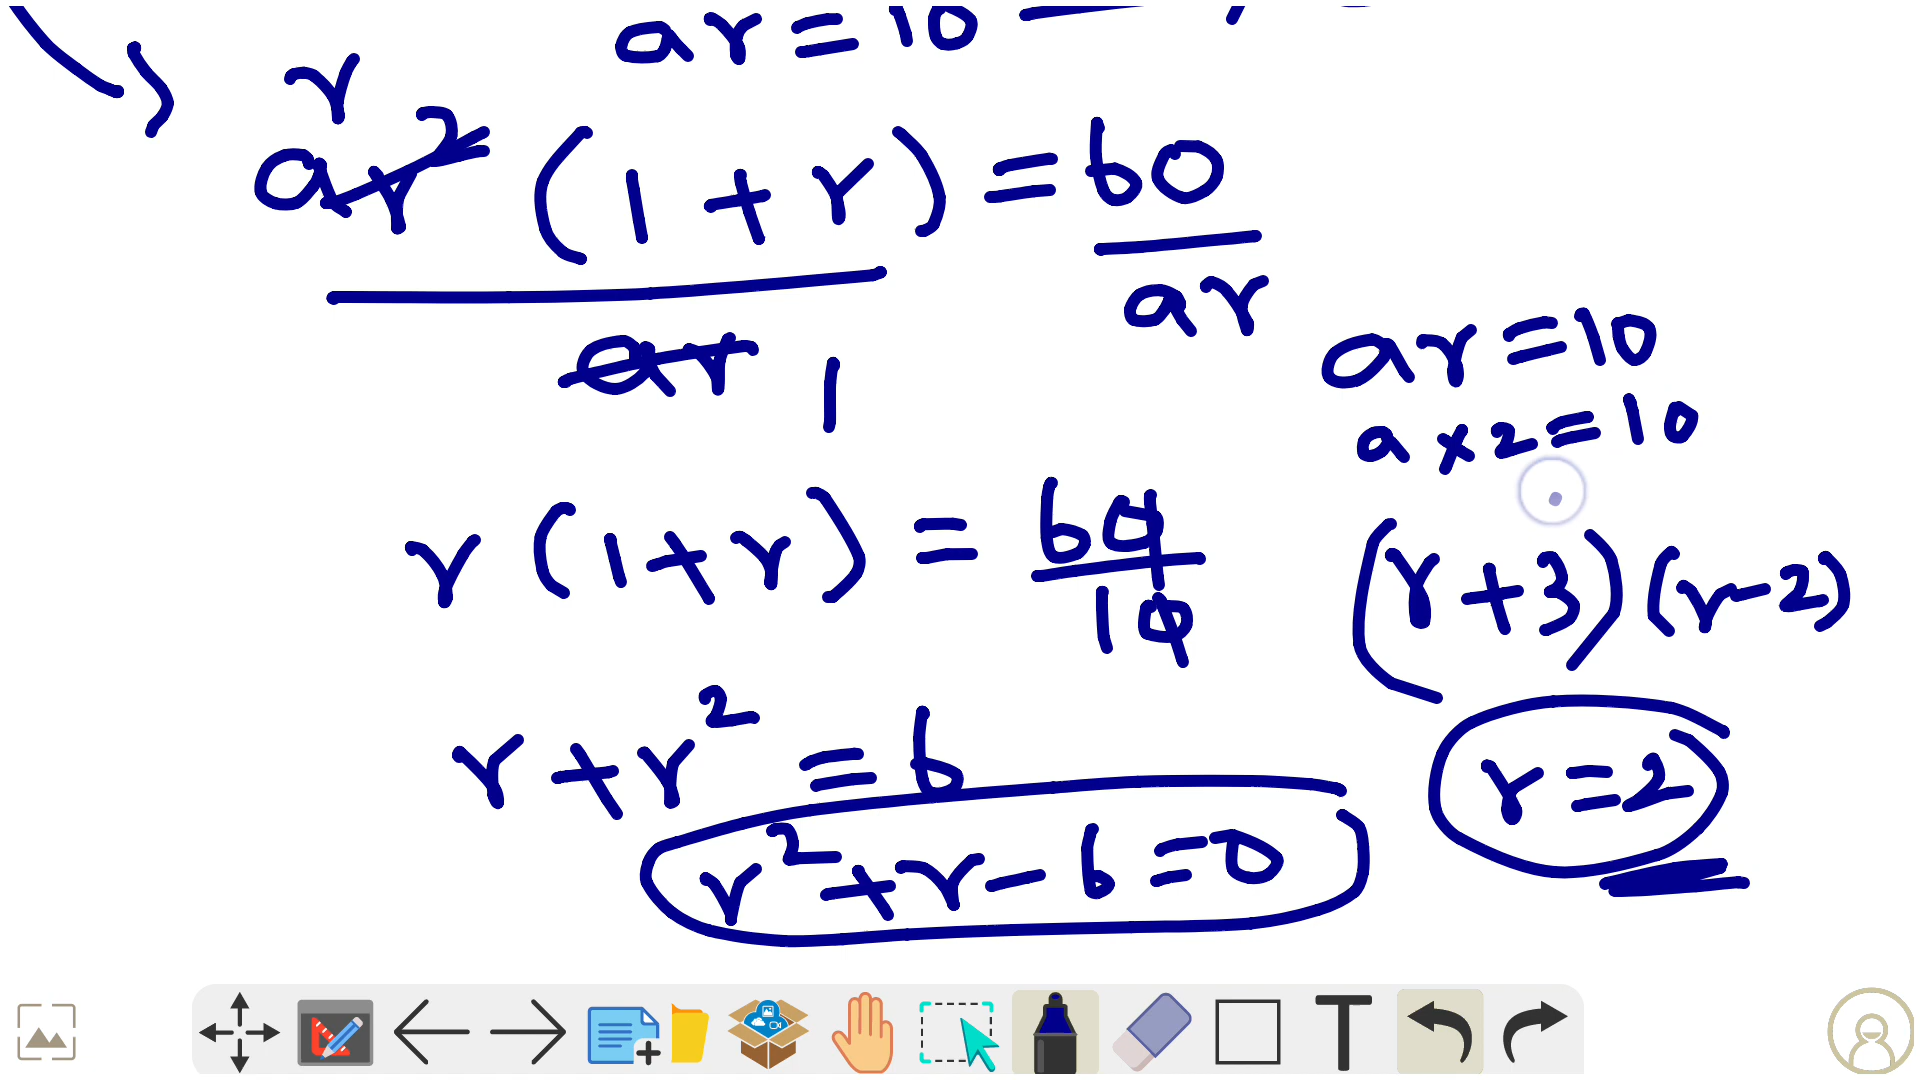 ar = 10
r
ar² (1 + r) = 60
ar 1 ar
r (1 + r) = 60
10
r + r² = 6
r² + r - 6 = 0
ar = 10
a × 2 = 10
(r + 3) (r - 2)
r = 2
T